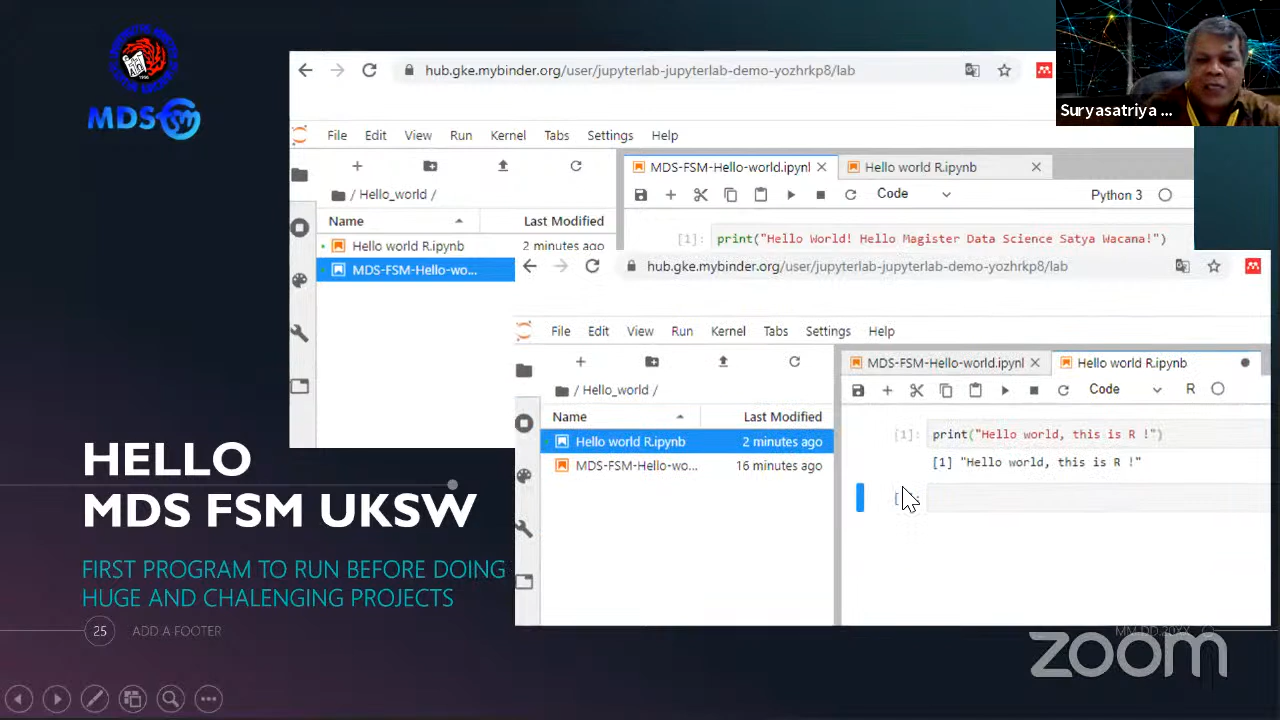 MDS
hub.gke.mybinder.org/user/jupyterlab-jupyterlab-demo-yozhrkp8/lab
Suryasatriya ...
File Edit View Run Kernel Tabs Settings Help
MDS-FSM-Hello-world.ipynl Hello world R.ipynb
/ Hello_world /
Code Python 3
Name Last Modified
Hello world R.ipynb 2 minutes ago
[1]: print("Hello World! Hello Magister Data Science Satya Wacana!")
MDS-FSM-Hello-wo...
hub.gke.mybinder.org/user/jupyterlab-jupyterlab-demo-yozhrkp8/lab
File Edit View Run Kernel Tabs Settings Help
MDS-FSM-Hello-world.ipynl Hello world R.ipynb
/ Hello_world /
Code R
Name Last Modified
Hello world R.ipynb 2 minutes ago
MDS-FSM-Hello-wo... 16 minutes ago
[1]: print("Hello world, this is R !")
[1] "Hello world, this is R !"
HELLO
MDS FSM UKSW
FIRST PROGRAM TO RUN BEFORE DOING
HUGE AND CHALENGING PROJECTS
25 ADD A FOOTER
MM.DD.20XX
zoom